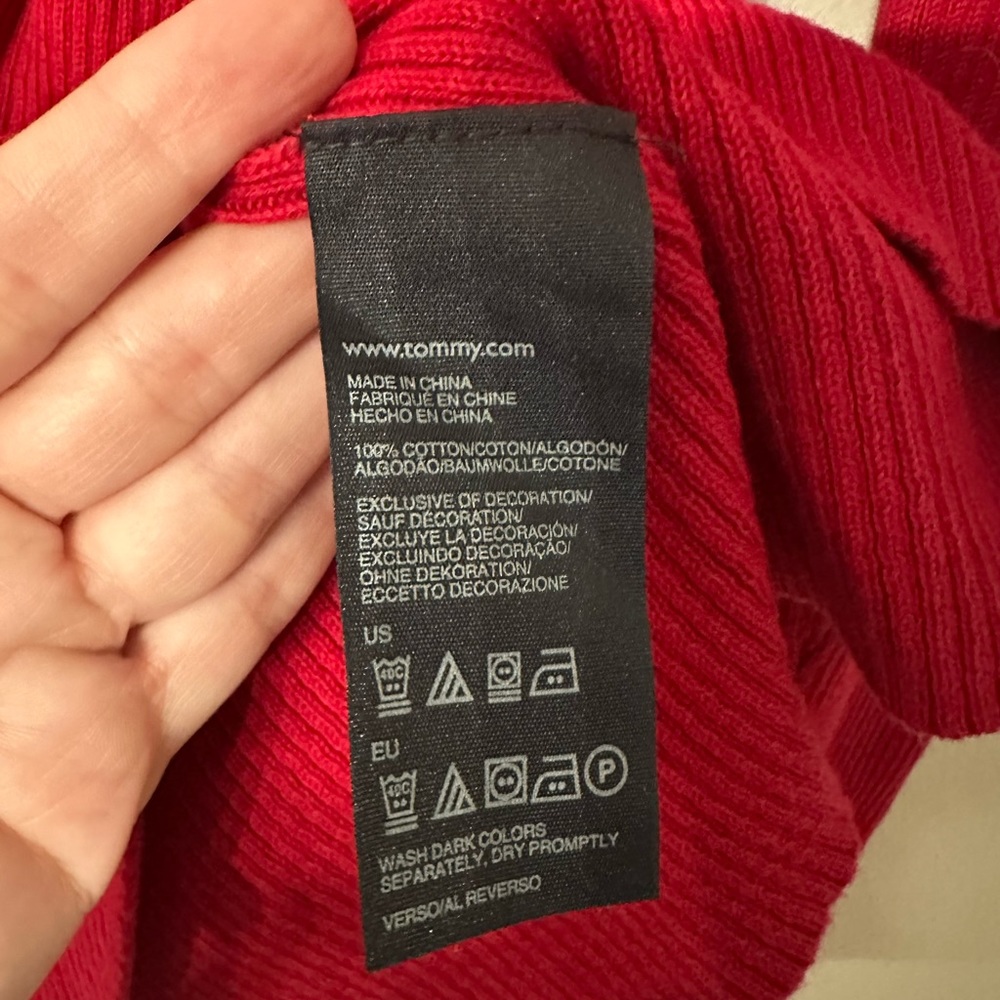 www.tommy.com
MADE IN CHINA
FABRIQUÉ EN CHINE
HECHO EN CHINA
100% COTTON/COTON/ALGODÓN/
ALGODÃO/BAUMWOLLE/COTONE
EXCLUSIVE OF DECORATION/
SAUF DÉCORATION/
EXCLUYE LA DECORACIÓN/
EXCLUINDO DECORAÇÃO/
OHNE DEKORATION/
ECCETTO DECORAZIONE
US
40C
EU
40C P
WASH DARK COLORS
SEPARATELY, DRY PROMPTLY
VERSO/AL REVERSO